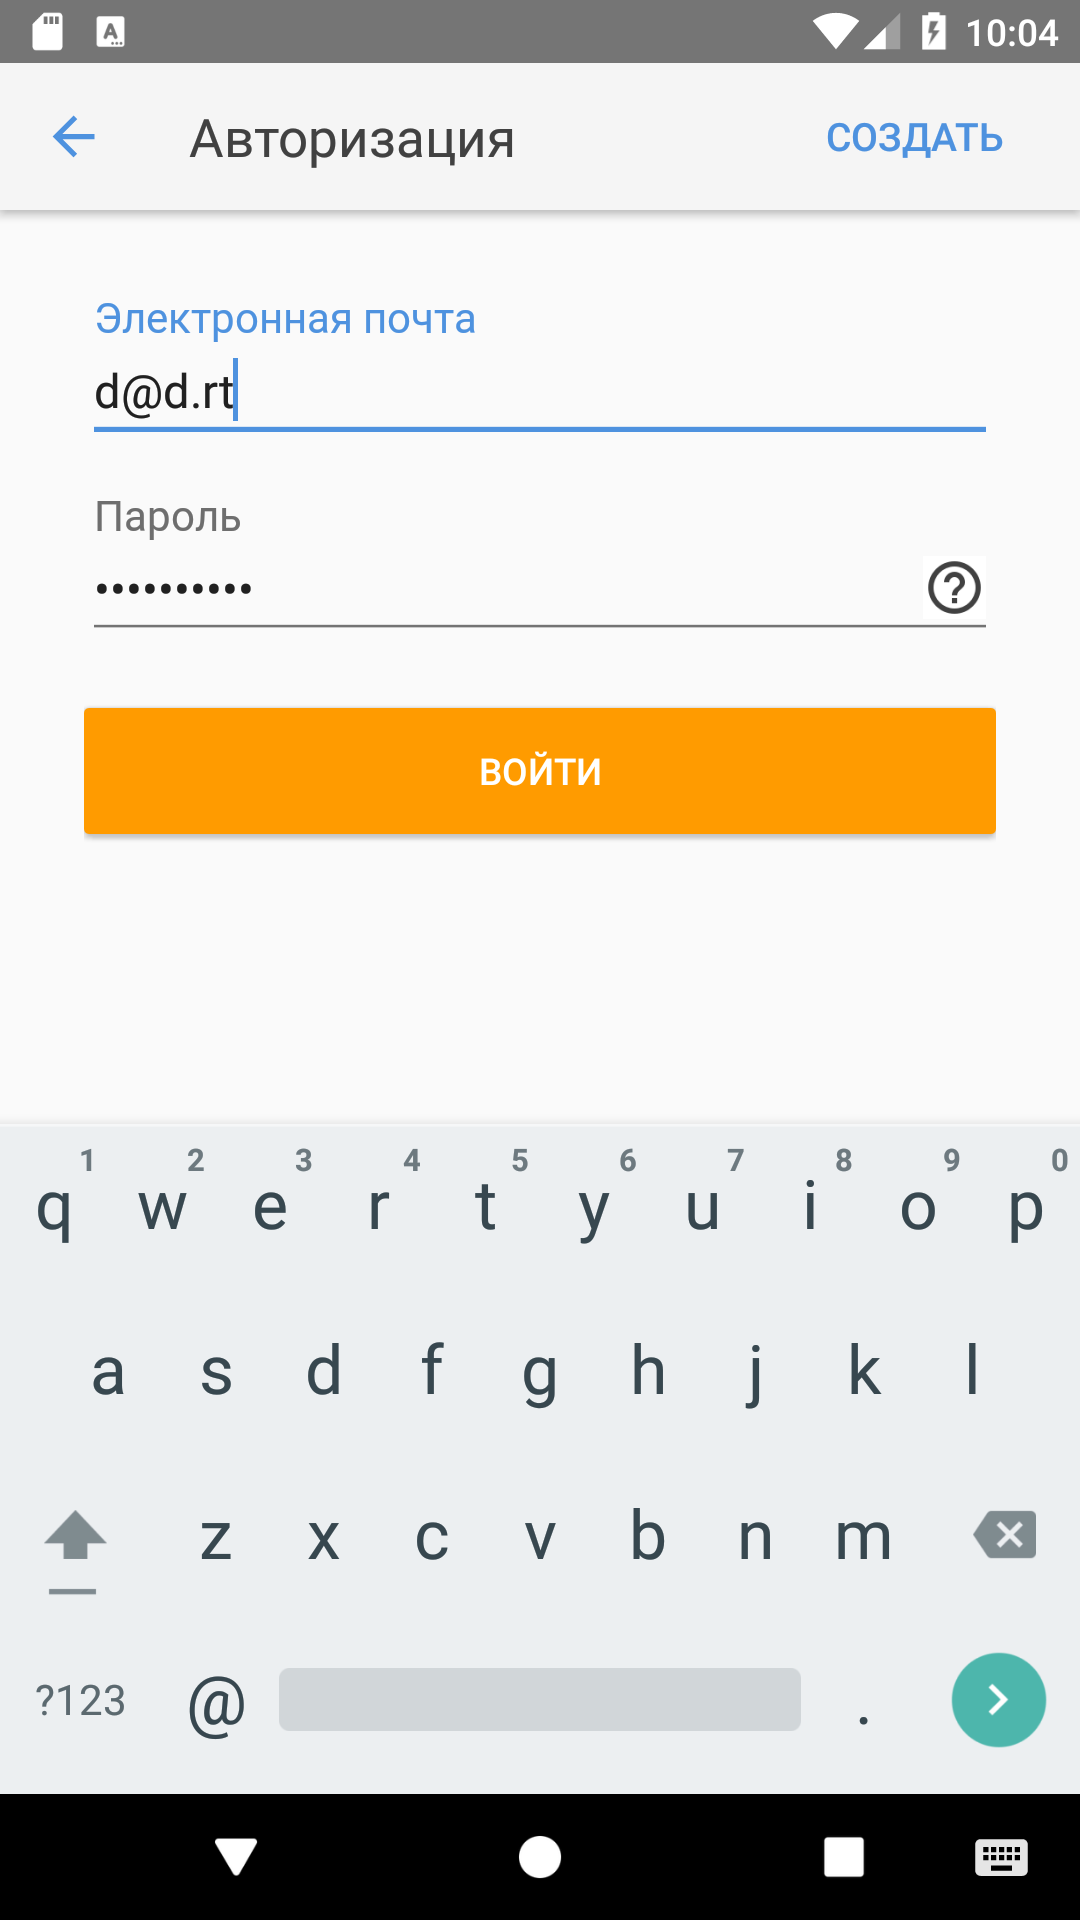 10:04
Авторизация СОЗДАТЬ
Электронная почта
d@d.rt
Пароль
••••••••••
ВОЙТИ
1 2 3 4 5 6 7 8 9 0
q w e r t y u i o p
a s d f g h j k l
z x c v b n m
?123 @ .